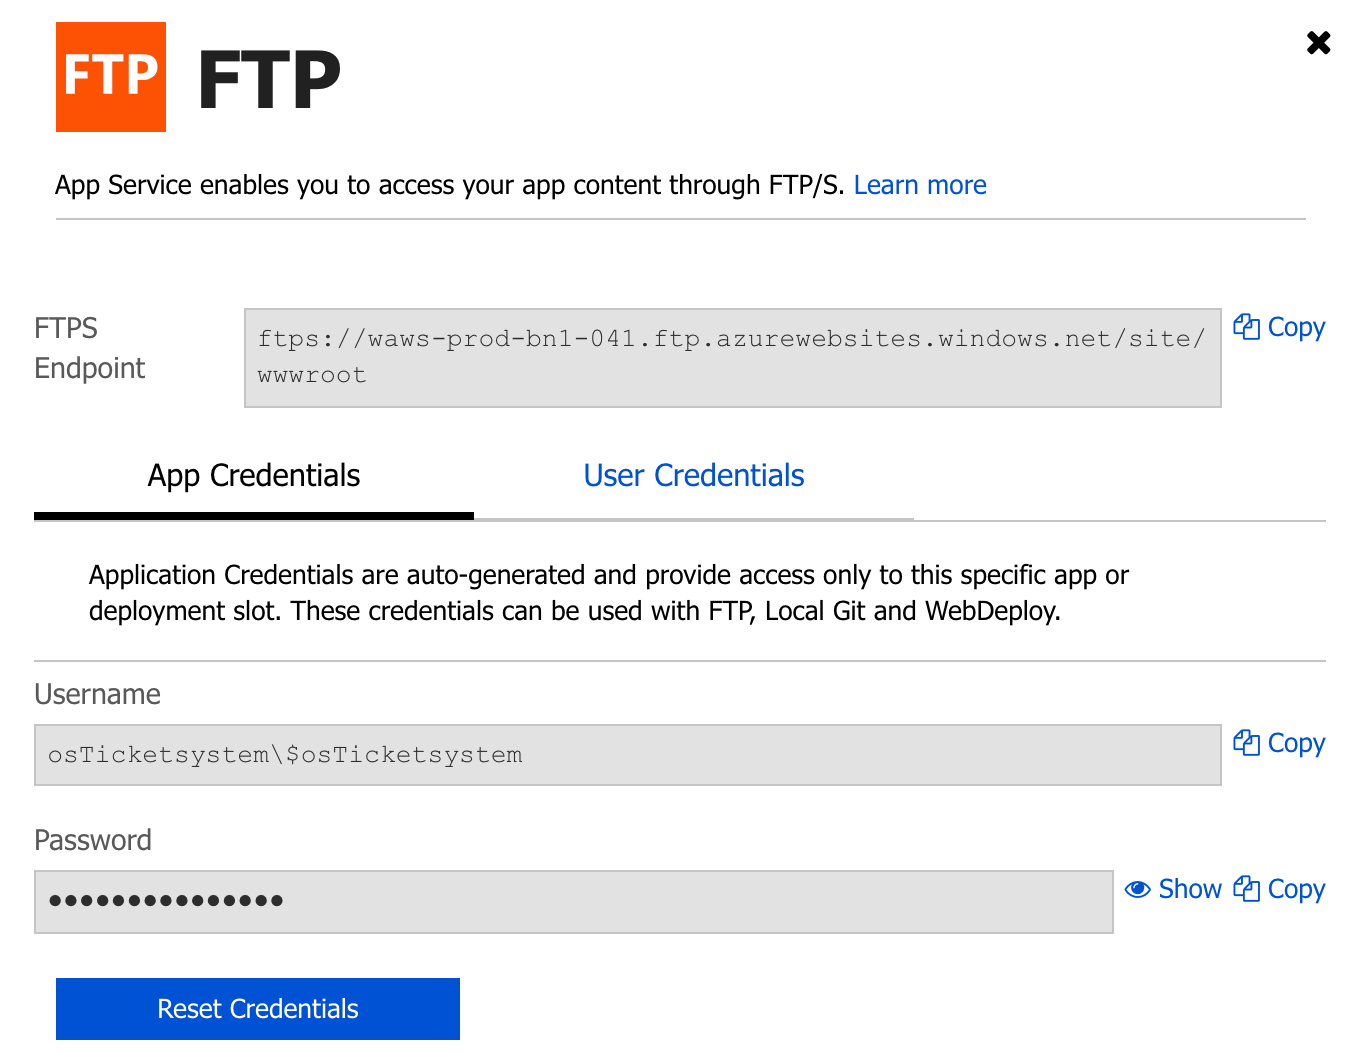 FTP FTP
App Service enables you to access your app content through FTP/S. Learn more
FTPS
Endpoint
ftps://waws-prod-bn1-041.ftp.azurewebsites.windows.net/site/
wwwroot
Copy
App Credentials User Credentials
Application Credentials are auto-generated and provide access only to this specific app or
deployment slot. These credentials can be used with FTP, Local Git and WebDeploy.
Username
osTicketsystem\$osTicketsystem Copy
Password
●●●●●●●●●●●●●●● Show Copy
Reset Credentials